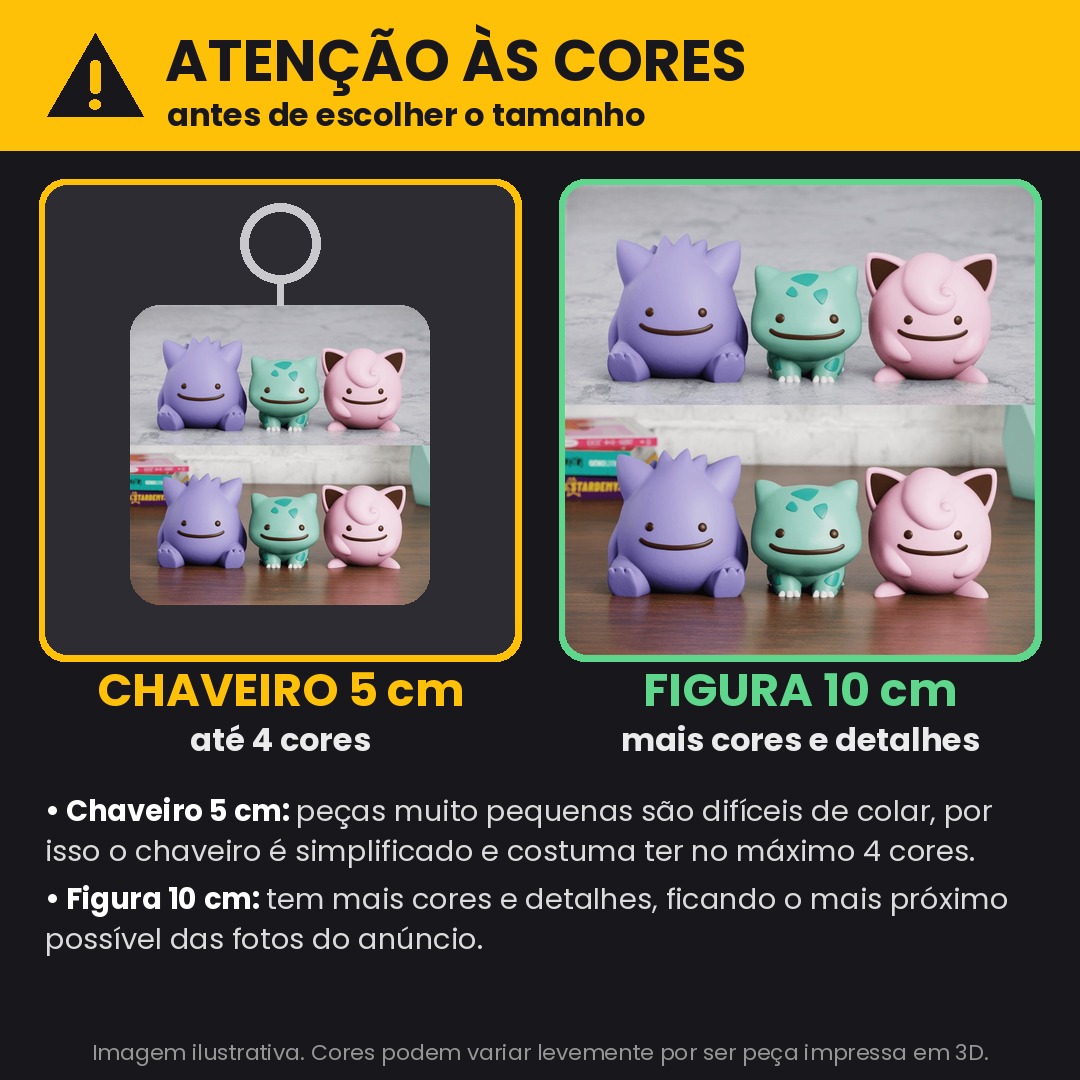 ATENÇÃO ÀS CORES
antes de escolher o tamanho
CHAVEIRO 5 cm
até 4 cores
FIGURA 10 cm
mais cores e detalhes
• Chaveiro 5 cm: peças muito pequenas são difíceis de colar, por
isso o chaveiro é simplificado e costuma ter no máximo 4 cores.
• Figura 10 cm: tem mais cores e detalhes, ficando o mais próximo
possível das fotos do anúncio.
Imagem ilustrativa. Cores podem variar levemente por ser peça impressa em 3D.